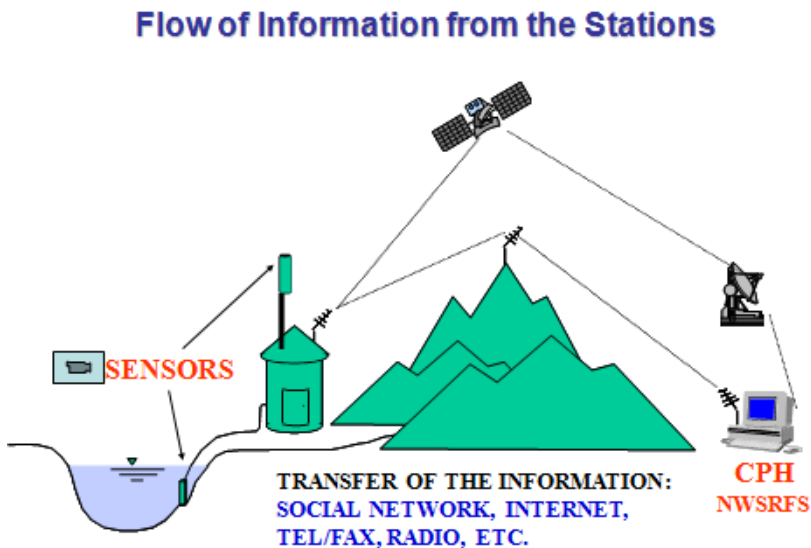 Flow of Information from the Stations
SENSORS
TRANSFER OF THE INFORMATION:
SOCIAL NETWORK, INTERNET,
TEL/FAX, RADIO, ETC.
CPH
NWSRFS